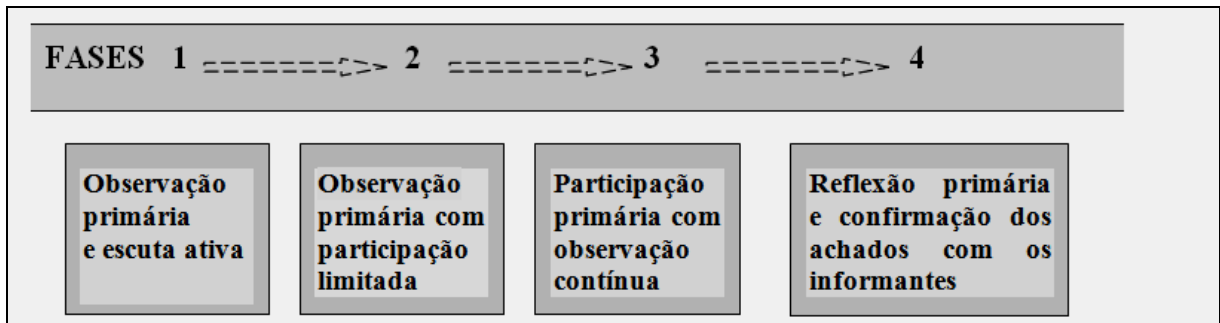 FASES 1 2 3 4
Observação
primária
e escuta ativa
Observação
primária com
participação
limitada
Participação
primária com
observação
contínua
Reflexão primária
e confirmação dos
achados com os
informantes